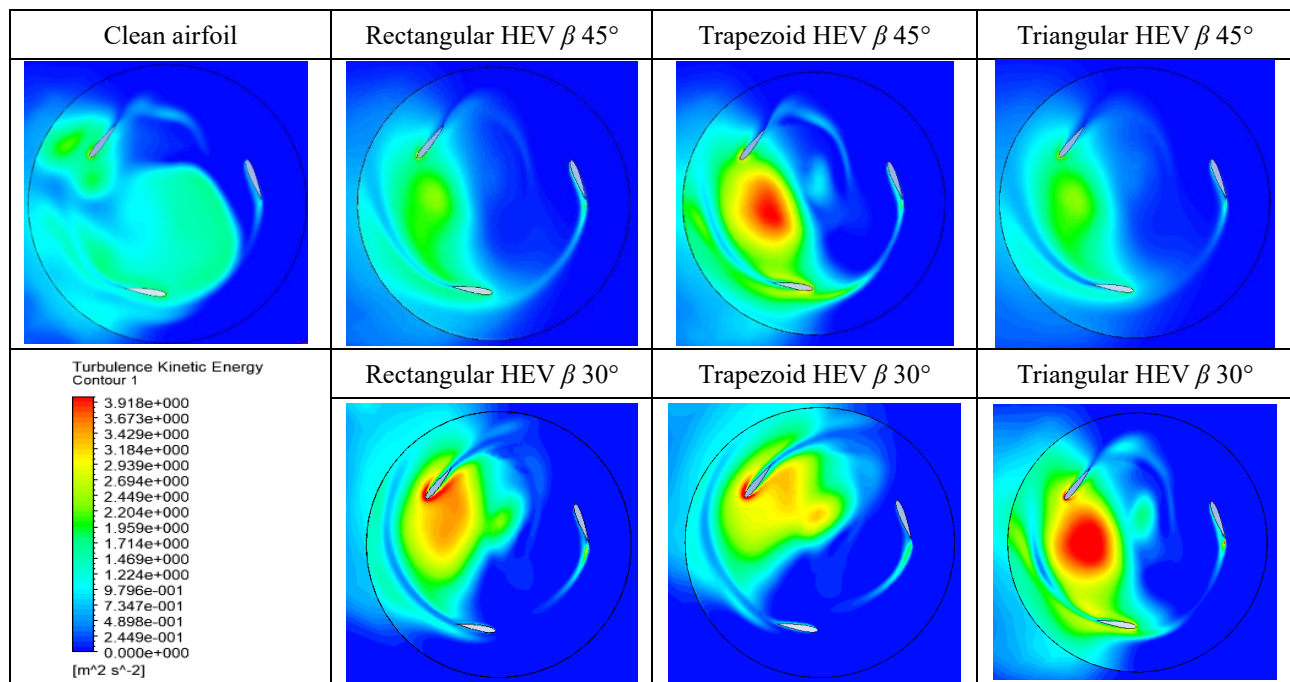 Clean airfoil
Rectangular HEV β 45°
Trapezoid HEV β 45°
Triangular HEV β 45°
Turbulence Kinetic Energy
Contour 1
3.918e+000
3.673e+000
3.429e+000
3.184e+000
2.939e+000
2.694e+000
2.449e+000
2.204e+000
1.959e+000
1.714e+000
1.469e+000
1.224e+000
9.796e-001
7.347e-001
4.898e-001
2.449e-001
0.000e+000
[m^2 s^-2]
Rectangular HEV β 30°
Trapezoid HEV β 30°
Triangular HEV β 30°